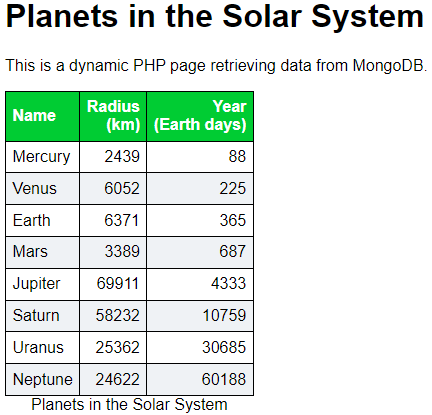 Planets in the Solar System
This is a dynamic PHP page retrieving data from MongoDB.
Name Radius (km) Year (Earth days)
Mercury 2439 88
Venus 6052 225
Earth 6371 365
Mars 3389 687
Jupiter 69911 4333
Saturn 58232 10759
Uranus 25362 30685
Neptune 24622 60188
Planets in the Solar System